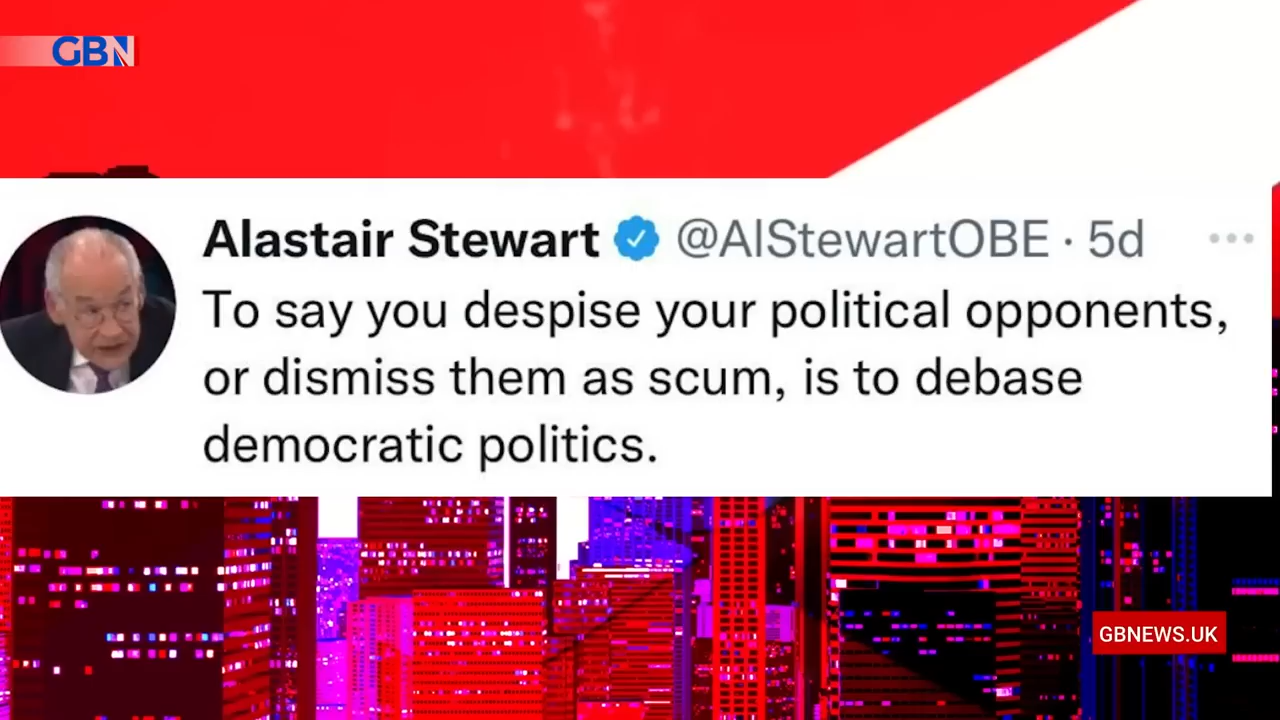 GBN
Alastair Stewart @AlStewartOBE · 5d
To say you despise your political opponents,
or dismiss them as scum, is to debase
democratic politics.
GBNEWS.UK